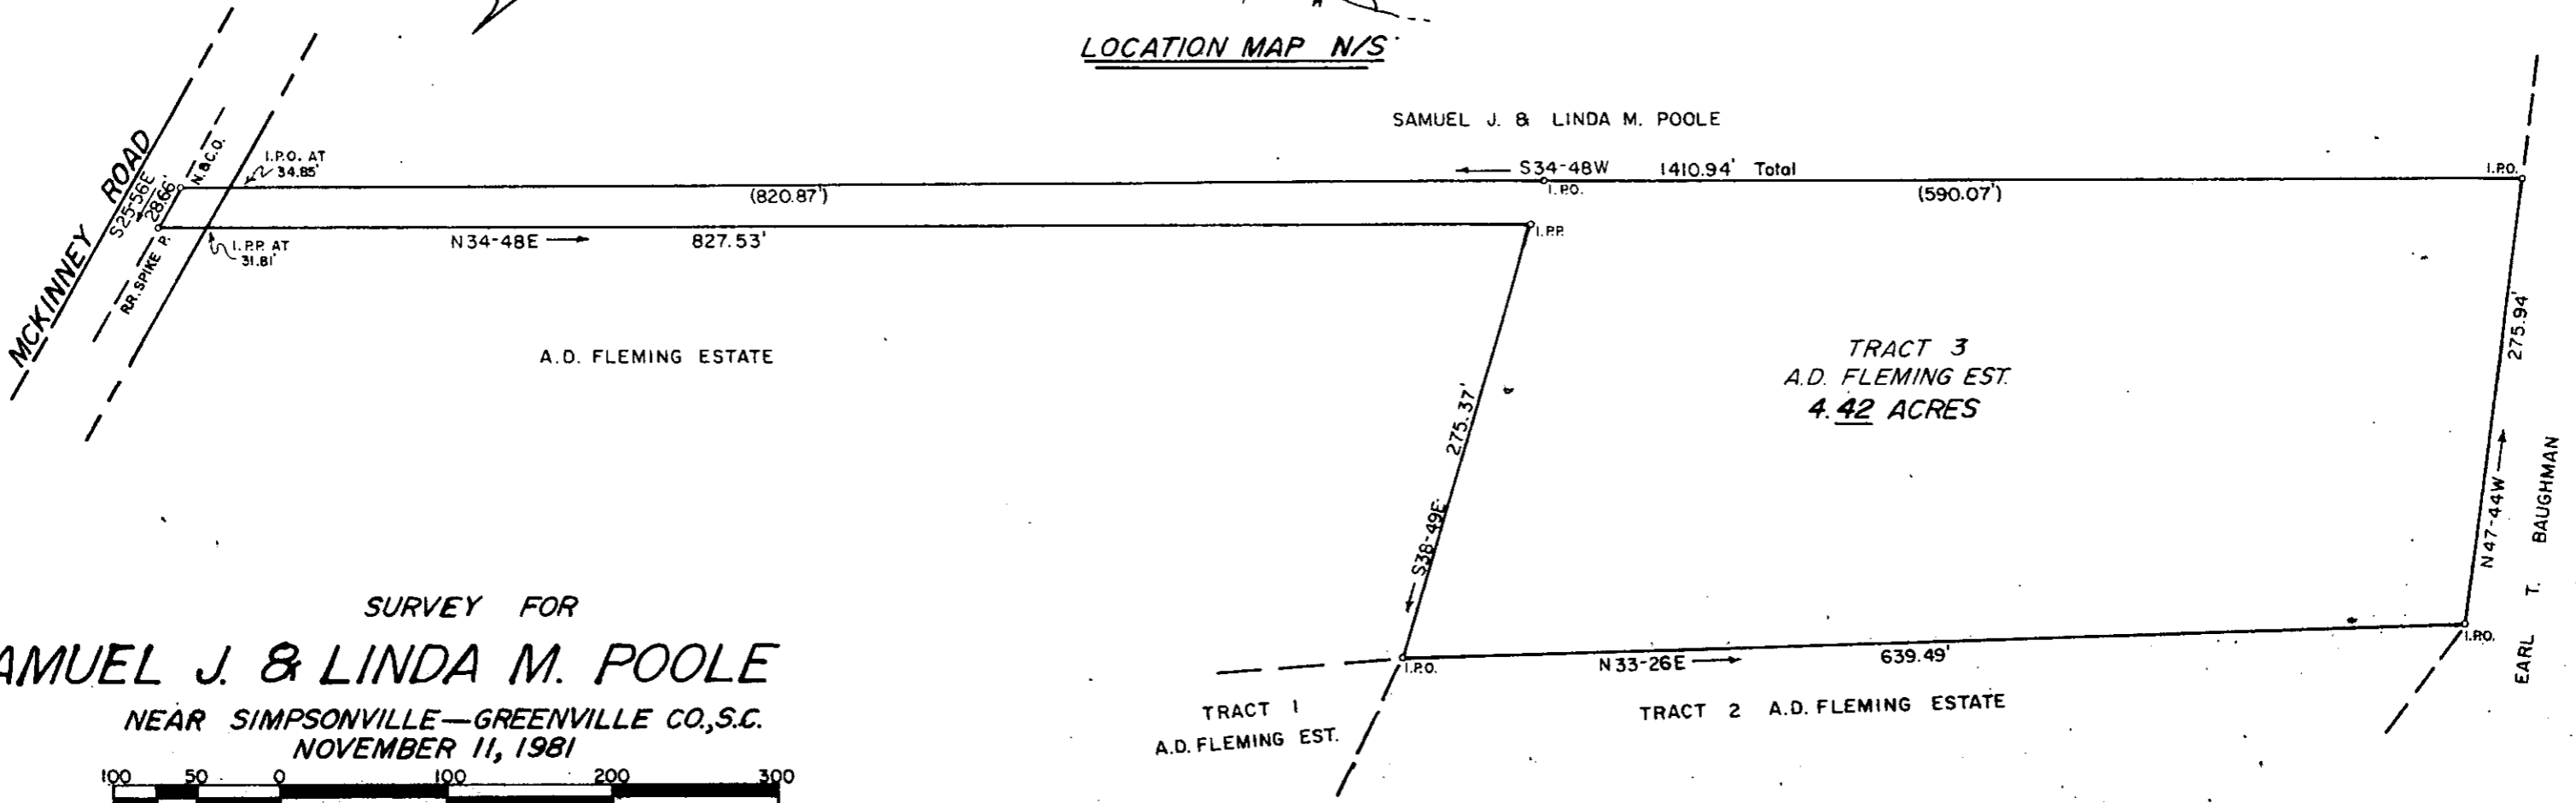 LOCATION MAP N/S
SAMUEL J. & LINDA M. POOLE
S34-48W 1410.94' Total
I.P.O.
(820.87')
I.P.O.
(590.07')
MCKINNEY ROAD
S25-56E
28.66'
N.&C.O.
I.P.O. AT
34.85'
RR. SPIKE P.
I.P.P. AT
31.81'
N34-48E
827.53'
I.P.P.
A.D. FLEMING ESTATE
275.37'
S38-49E
TRACT 3
A.D. FLEMING EST.
4.42 ACRES
275.94'
N47-44W
EARL T. BAUGHMAN
I.P.O.
I.P.O.
N33-26E
639.49'
TRACT 1
A.D. FLEMING EST.
TRACT 2 A.D. FLEMING ESTATE
SURVEY FOR
AMUEL J. & LINDA M. POOLE
NEAR SIMPSONVILLE—GREENVILLE CO., S.C.
NOVEMBER 11, 1981
100 50 0 100 200 300